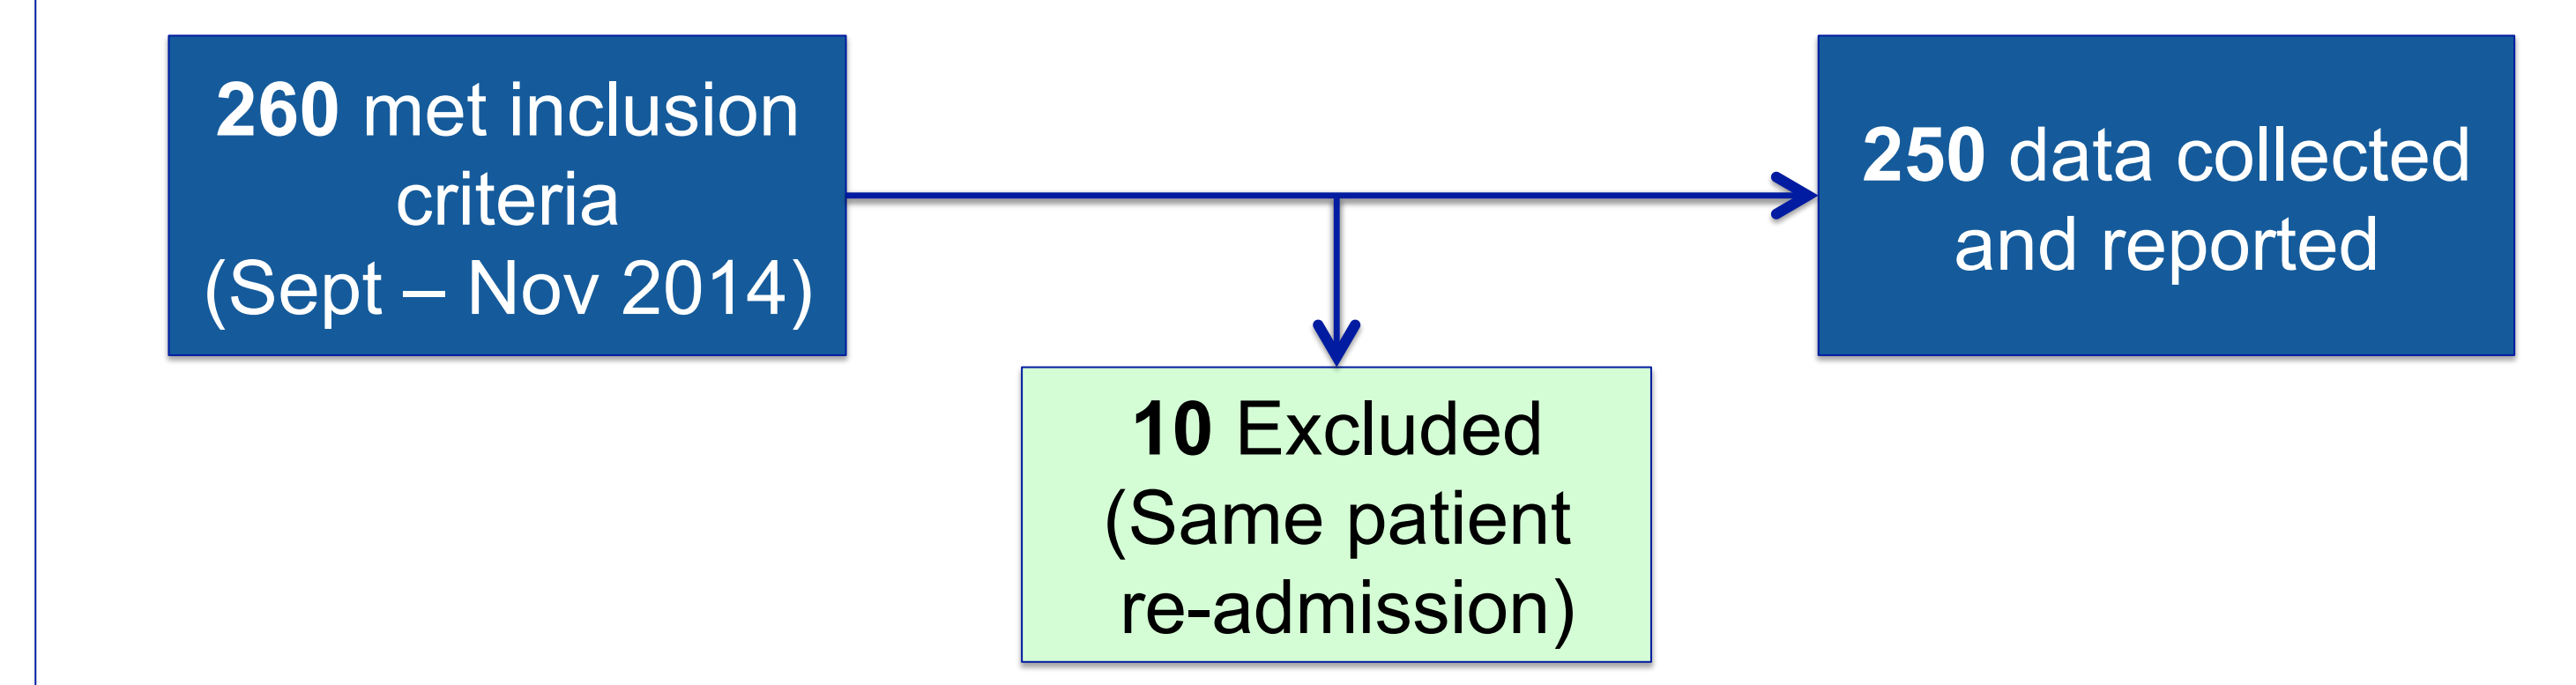 260 met inclusion
criteria
(Sept – Nov 2014)
250 data collected
and reported
10 Excluded
(Same patient
re-admission)